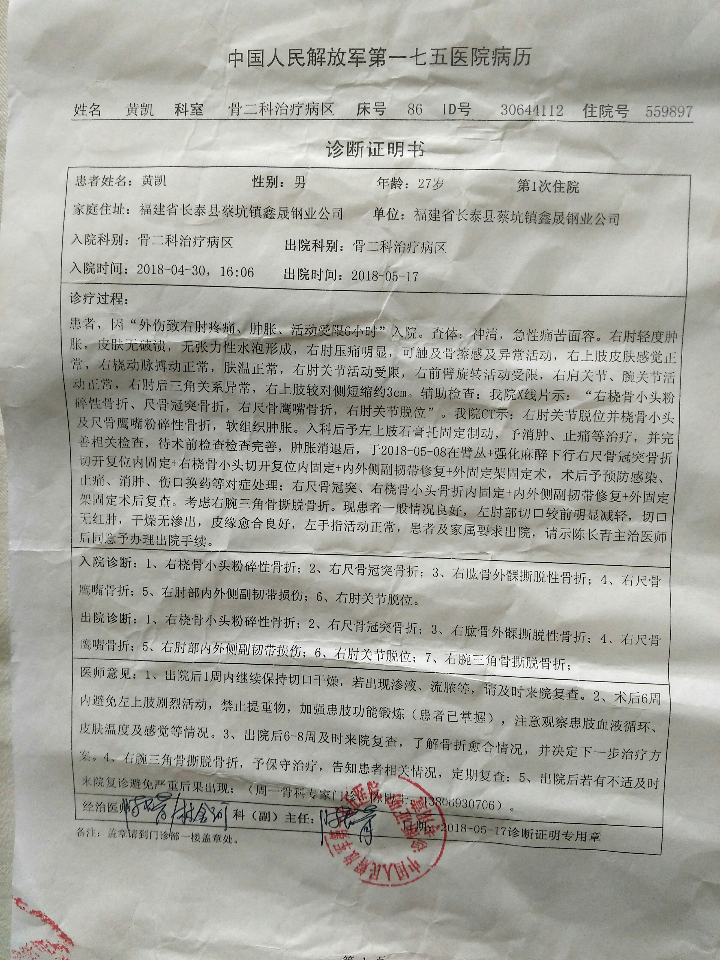 中国人民解放军第一七五医院病历
姓名 黄凯 科室 骨二科治疗病区 床号 86 ID号 30644112 住院号 559897
诊断证明书
患者姓名：黄凯 性别：男 年龄：27岁 第1次住院
家庭住址：福建省长泰县蔡坑镇鑫晟钢业公司 单位：福建省长泰县蔡坑镇鑫晟钢业公司
入院科别：骨二科治疗病区 出院科别：骨二科治疗病区
入院时间：2018-04-30，16:06 出院时间：2018-05-17
诊疗过程：
患者，因“外伤致右肘疼痛、肿胀、活动受限6小时”入院。查体：神清，急性痛苦面容。右肘轻度肿
胀，皮肤无破溃，无张力性水泡形成，右肘压痛明显，可触及骨擦感及异常活动，右上肢皮肤感觉正
常，右桡动脉搏动正常，肤温正常，右肘关节活动受限，右前臂旋转活动受限，右肩关节、腕关节活
动正常，右肘后三角关系异常，右上肢较对侧短缩约3cm。辅助检查：我院X线片示：“右桡骨小头粉
碎性骨折、尺骨冠突骨折，右尺骨鹰嘴骨折，右肘关节脱位”。我院CT示：右肘关节脱位并桡骨小头
及尺骨鹰嘴粉碎性骨折，软组织肿胀。入科后予左上肢石膏托固定制动，予消肿、止痛等治疗，并完
善相关检查，待术前检查检查完善，肿胀消退后，于2018-05-08在臂丛+强化麻醉下行右尺骨冠突骨折
切开复位内固定+右桡骨小头切开复位内固定+内外侧副韧带修复+外固定架固定术，术后予预防感染、
止痛、消肿、伤口换药等对症处理；右尺骨冠突、右桡骨小头骨折内固定+内外侧副韧带修复+外固定
架固定术后复查。考虑右腕三角骨撕脱骨折。现患者一般情况良好，左肘部切口较前明显减轻，切口
无红肿，干燥无渗出，皮缘愈合良好，左手指活动正常，患者及家属要求出院，请示陈长青主治医师
后同意予办理出院手续。
入院诊断：1、右桡骨小头粉碎性骨折；2、右尺骨冠突骨折；3、右肱骨外髁撕脱性骨折；4、右尺骨
鹰嘴骨折；5、右肘部内外侧副韧带损伤；6、右肘关节脱位。
出院诊断：1、右桡骨小头粉碎性骨折；2、右尺骨冠突骨折；3、右肱骨外髁撕脱性骨折；4、右尺骨
鹰嘴骨折；5、右肘部内外侧副韧带损伤；6、右肘关节脱位；7、右腕三角骨撕脱骨折；
医师意见：1、出院后1周内继续保持切口干燥，若出现渗液、流脓等，请及时来院复查。2、术后6周
内避免左上肢剧烈活动，禁止提重物，加强患肢功能锻炼（患者已掌握），注意观察患肢血液循环、
皮肤温度及感觉等情况。3、出院后6-8周及时来院复查，了解骨折愈合情况，并决定下一步治疗方
案。4、右腕三角骨撕脱骨折，予保守治疗，告知患者相关情况，定期复查；5、出院后若有不适及时
来院复诊避免严重后果出现；（周一骨科专家门诊 13806930706）。
经治医师 科（副）主任： 日期：2018-05-17诊断证明专用章
备注：盖章请到门诊部一楼盖章处。